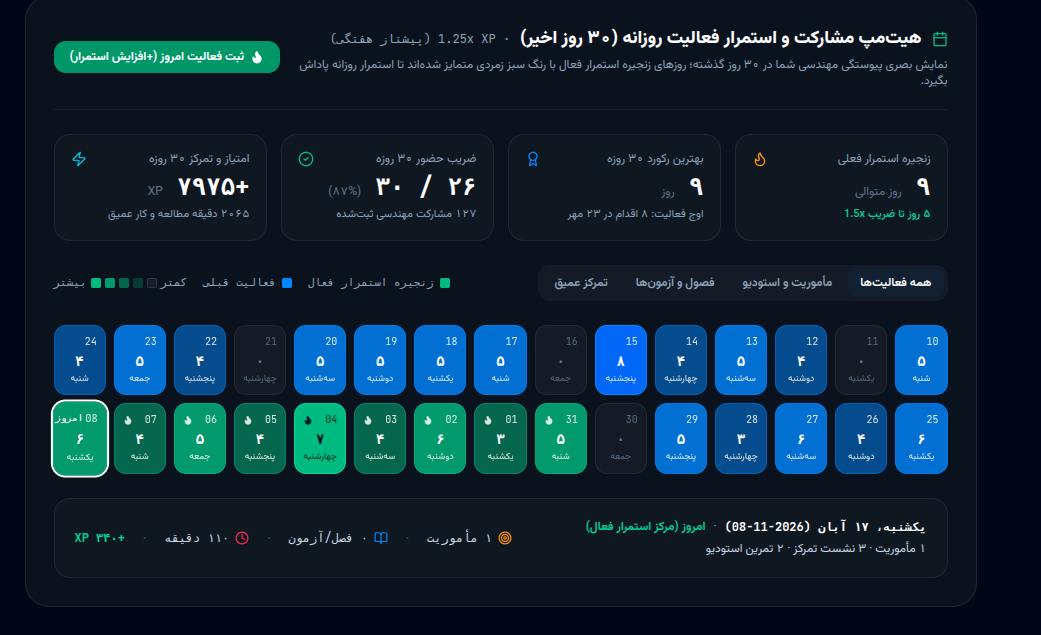 هیت‌مپ مشارکت و استمرار فعالیت روزانه (۳۰ روز اخیر) · 1.25x XP (پیشتاز هفتگی)
نمایش بصری پیوستگی مهندسی شما در ۳۰ روز گذشته؛ روزهای زنجیره استمرار فعال با رنگ سبز زمردی متمایز شده‌اند تا استمرار روزانه پاداش
بگیرد.
ثبت فعالیت امروز (+افزایش استمرار)
زنجیره استمرار فعلی
۹ روز متوالی
۵ روز تا ضریب 1.5x
بهترین رکورد ۳۰ روزه
۹ روز
اوج فعالیت: ۸ اقدام در ۲۳ مهر
ضریب حضور ۳۰ روزه
۲۶ / ۳۰ (۸۷%)
۱۲۷ مشارکت مهندسی ثبت‌شده
امتیاز و تمرکز ۳۰ روزه
+۷۹۷۵ XP
۲۰۶۵ دقیقه مطالعه و کار عمیق
همه فعالیت‌ها مأموریت و استودیو فصول و آزمون‌ها تمرکز عمیق
زنجیره استمرار فعال فعالیت قبلی کمتر بیشتر
10 ۵ شنبه
11 ۰ یکشنبه
12 ۴ دوشنبه
13 ۵ سه‌شنبه
14 ۴ چهارشنبه
15 ۸ پنجشنبه
16 ۰ جمعه
17 ۵ شنبه
18 ۵ یکشنبه
19 ۵ دوشنبه
20 ۵ سه‌شنبه
21 ۰ چهارشنبه
22 ۴ پنجشنبه
23 ۵ جمعه
24 ۴ شنبه
25 ۶ یکشنبه
26 ۴ دوشنبه
27 ۶ سه‌شنبه
28 ۳ چهارشنبه
29 ۵ پنجشنبه
30 ۰ جمعه
31 ۵ شنبه
01 ۳ یکشنبه
02 ۶ دوشنبه
03 ۴ سه‌شنبه
04 ۷ چهارشنبه
05 ۴ پنجشنبه
06 ۵ جمعه
07 ۴ شنبه
08 امروز ۶ یکشنبه
یکشنبه، ۱۷ آبان (2026-11-08) · امروز (مرکز استمرار فعال)
۱ مأموریت · ۳ نشست تمرکز · ۲ تمرین استودیو
۱ مأموریت · ۰ فصل/آزمون · ۱۱۰ دقیقه · +۳۴۰ XP